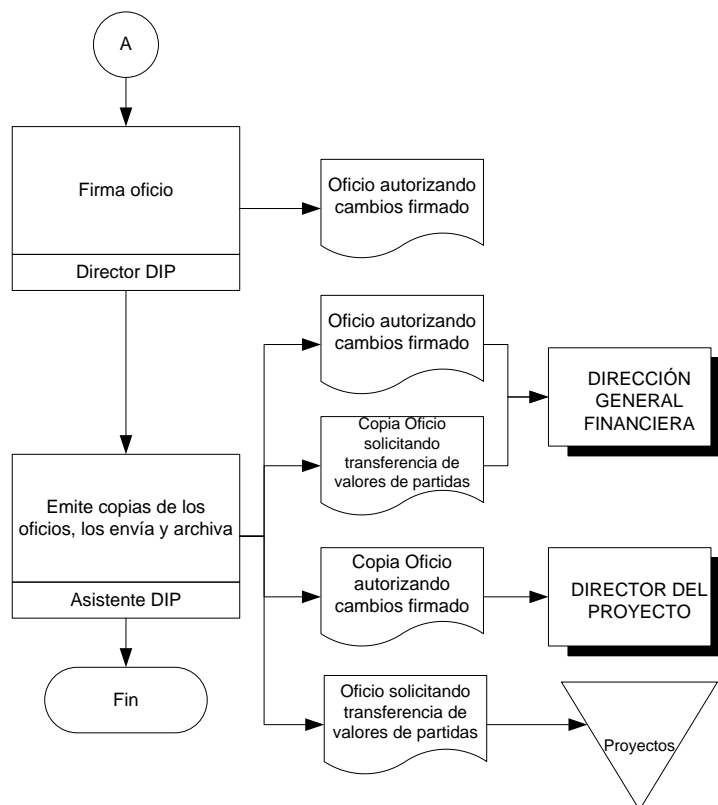 A
Firma oficio
Director DIP
Oficio autorizando
cambios firmado
Oficio autorizando
cambios firmado
Copia Oficio
solicitando
transferencia de
valores de partidas
DIRECCIÓN
GENERAL
FINANCIERA
Emite copias de los
oficios, los envía y archiva
Asistente DIP
Copia Oficio
autorizando
cambios firmado
DIRECTOR DEL
PROYECTO
Fin
Oficio solicitando
transferencia de
valores de partidas
Proyectos